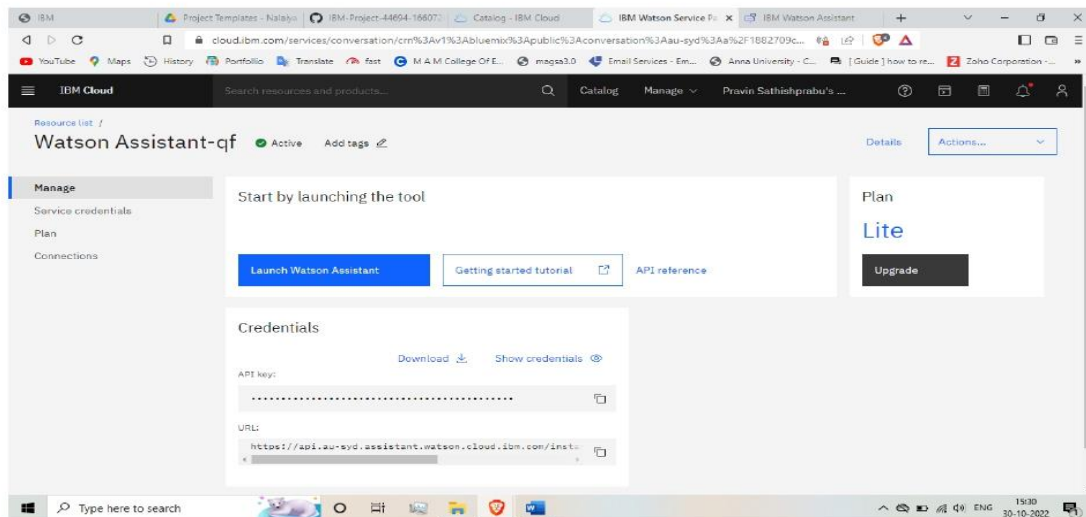 IBM
Project Templates - Nalaiya
IBM-Project-44694-166072
Catalog - IBM Cloud
IBM Watson Service Pa
IBM Watson Assistant
cloud.ibm.com/services/conversation/crn%3Av1%3Abluemix%3Apublic%3Aconversation%3Aau-syd%3Aa%2F1882709c...
YouTube Maps History Portfollio Translate fast M A M College Of E... magsa3.0 Email Services - Em... Anna University - C... [Guide ] how to re... Zoho Corporation -... »
IBM Cloud Search resources and products... Catalog Manage Pravin Sathishprabu's ...
Resource list /
Watson Assistant-qf Active Add tags Details Actions...
Manage
Service credentials
Plan
Connections
Start by launching the tool
Launch Watson Assistant Getting started tutorial API reference
Plan
Lite
Upgrade
Credentials
Download Show credentials
API key:
URL:
https://api.au-syd.assistant.watson.cloud.ibm.com/insta
Type here to search
ENG 15:30
30-10-2022